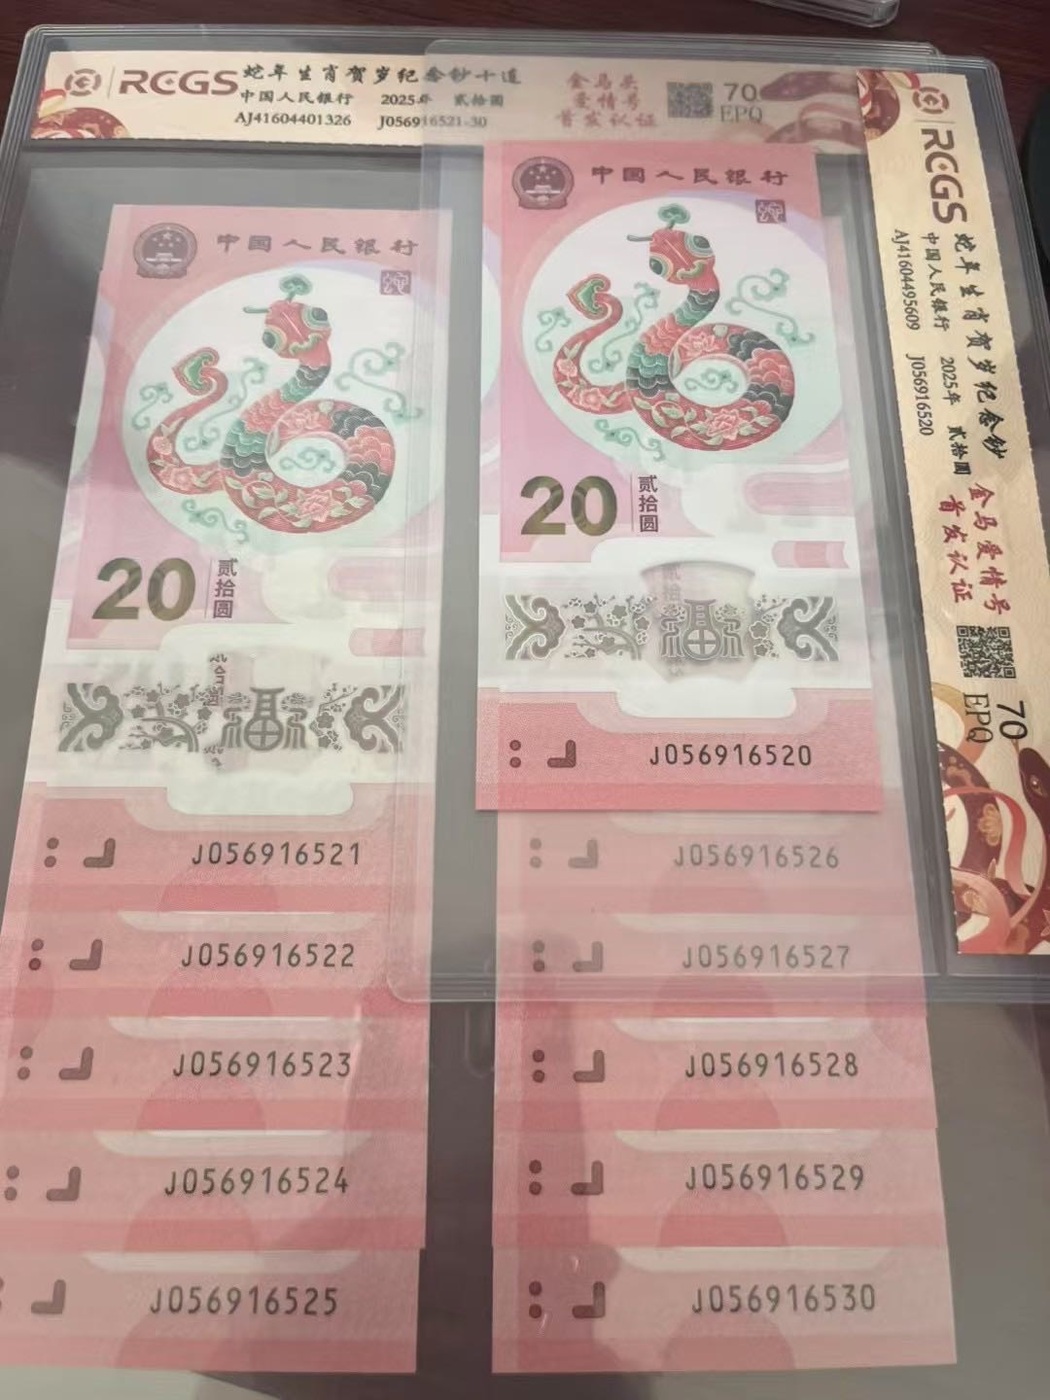 RCGS 蛇年生肖贺岁纪念钞十连
中国人民银行 2025年 贰拾圆
AJ41604401326 J056916521-30
金马头
爱情号
首发认证
70
EPQ
中国人民银行
20
贰拾圆
福
J056916521
J056916522
J056916523
J056916524
J056916525
中国人民银行
20
贰拾圆
福
J056916520
J056916526
J056916527
J056916528
J056916529
J056916530
RCGS 蛇年生肖贺岁纪念钞
中国人民银行 2025年 贰拾圆
AJ41604495609 J056916520
金马爱情号
首发认证
70
EPQ